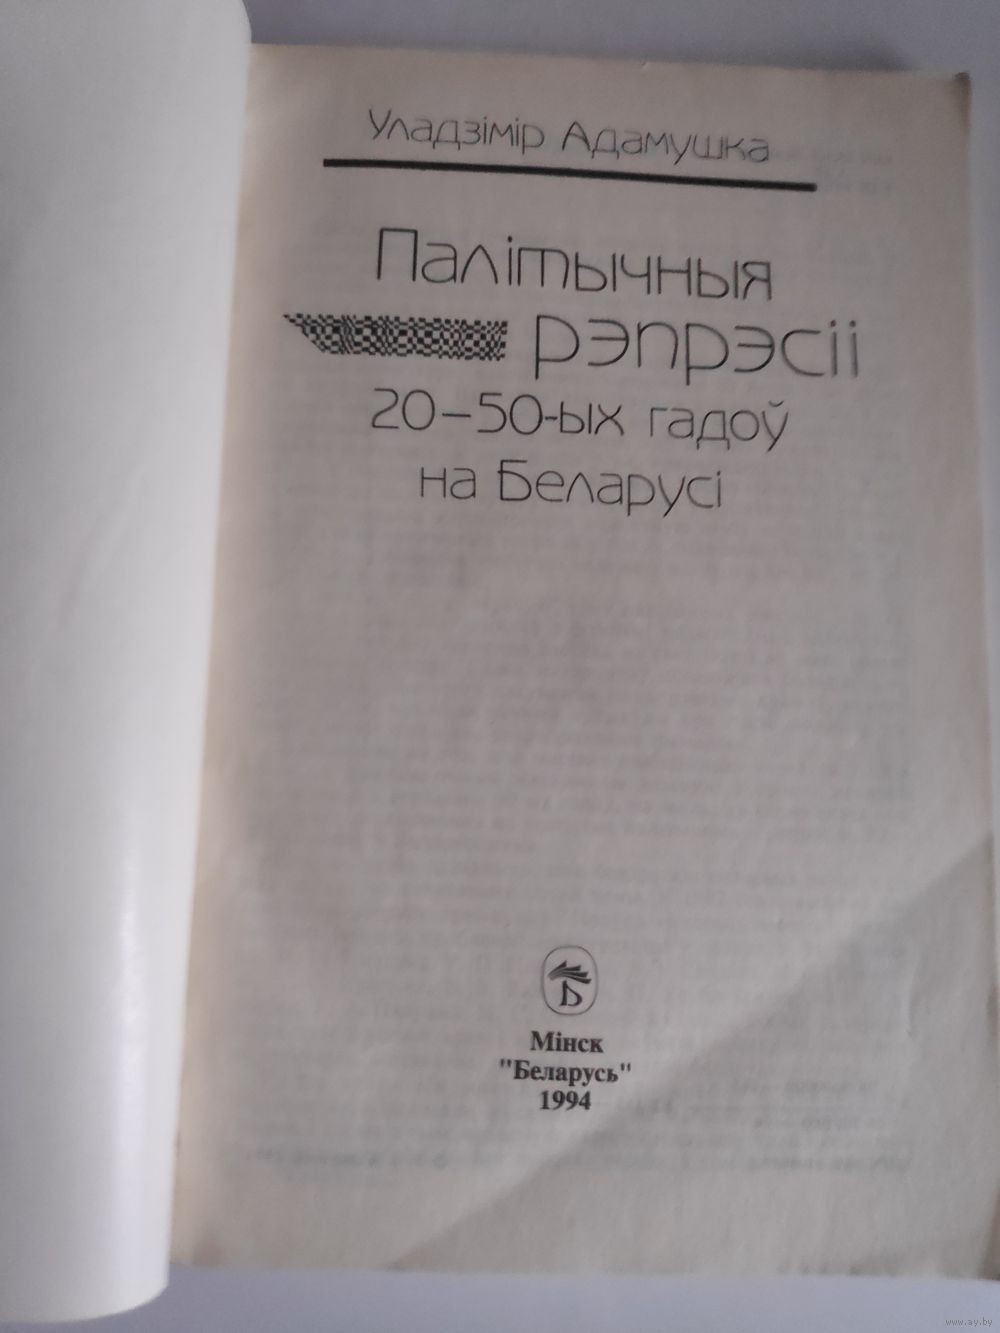 Уладзімір Адамушка
Палітычныя
рэпрэсіі
20–50-ых гадоў
на Беларусі
Б
Мінск
"Беларусь"
1994
www.ay.by